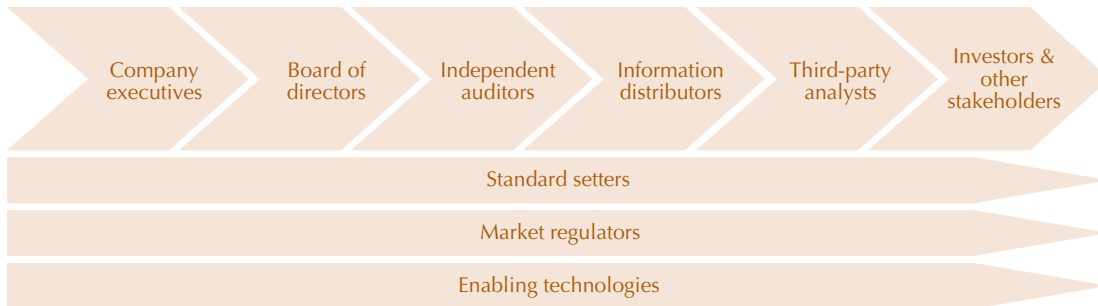 Company
executives
Board of
directors
Independent
auditors
Information
distributors
Third-party
analysts
Investors &
other
stakeholders
Standard setters
Market regulators
Enabling technologies